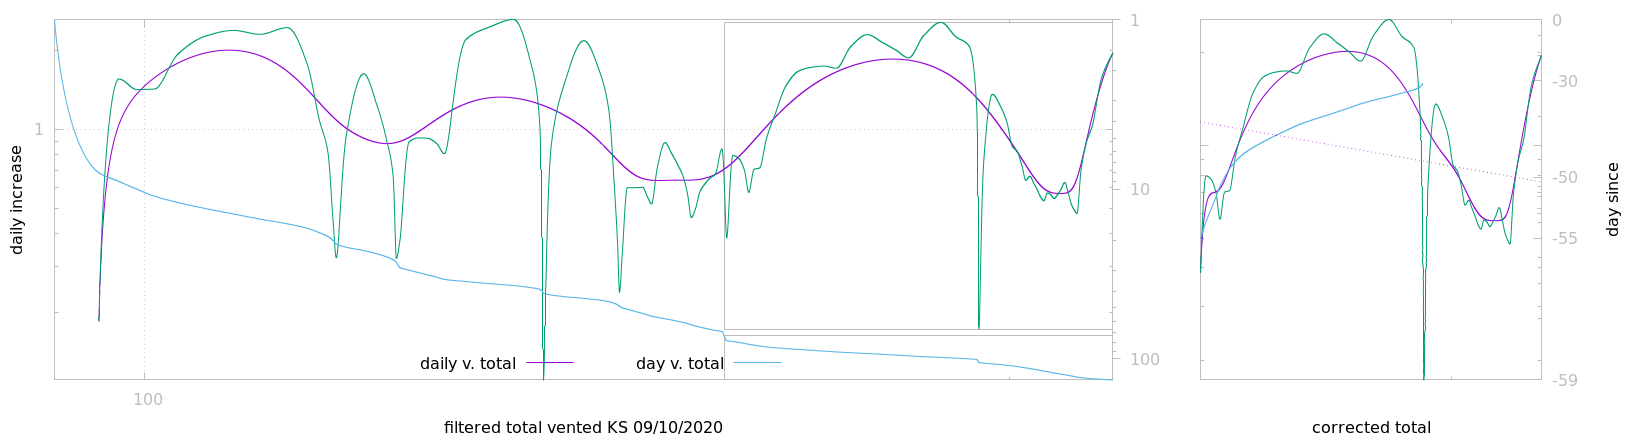 1
0
-30
daily increase
1
-50
10
day since
-55
daily v. total
day v. total
100
-59
100
filtered total vented KS 09/10/2020
corrected total